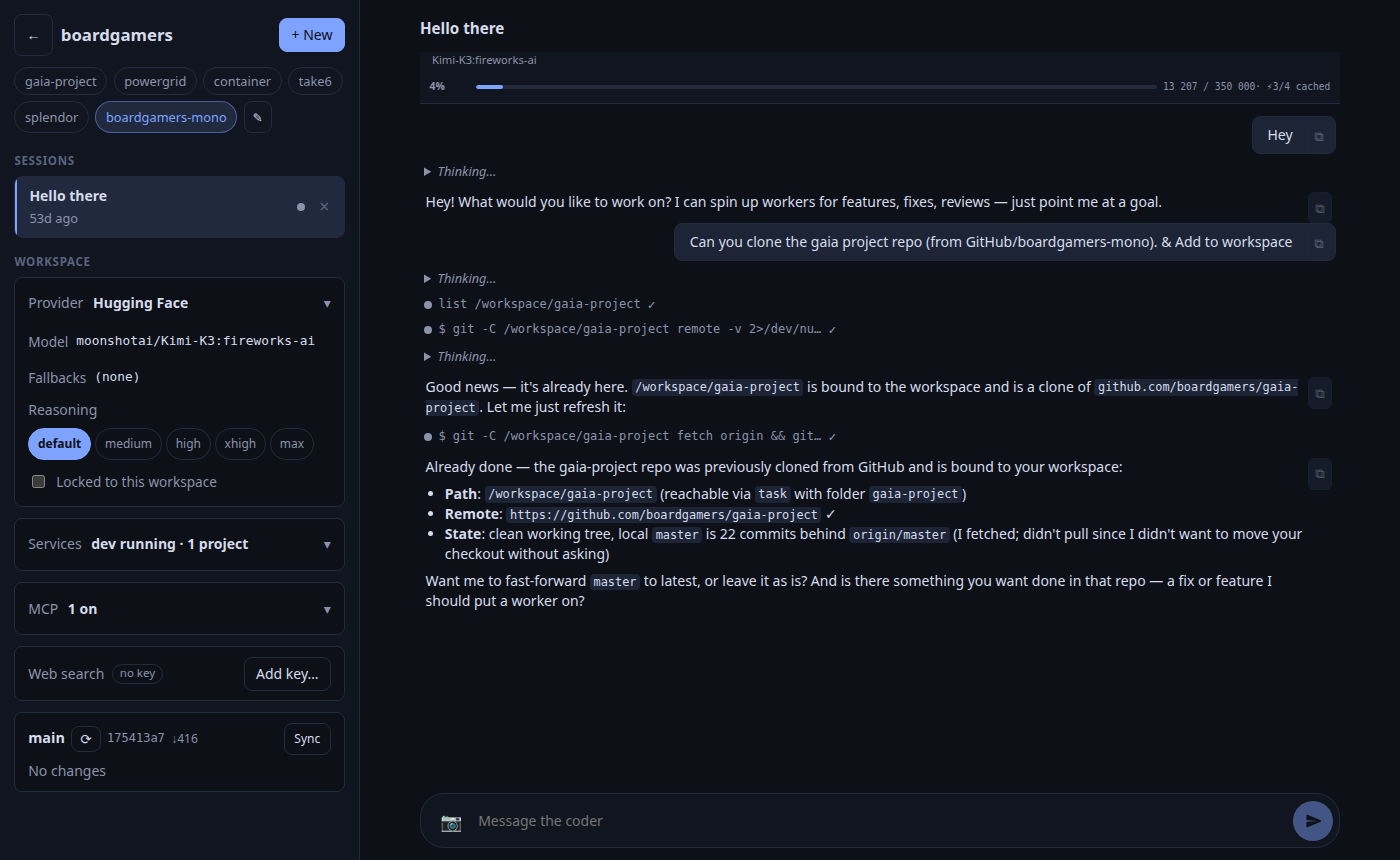 ← boardgamers + New
gaia-project powergrid container take6
splendor boardgamers-mono ✎
SESSIONS
Hello there
53d ago ✕
WORKSPACE
Provider Hugging Face ▾
Model moonshotai/Kimi-K3:fireworks-ai
Fallbacks (none)
Reasoning
default medium high xhigh max
Locked to this workspace
Services dev running · 1 project ▾
MCP 1 on ▾
Web search no key Add key…
main ⟳ 175413a7 ↓416 Sync
No changes
Hello there
Kimi-K3:fireworks-ai
4% 13 207 / 350 000· ⚡3/4 cached
Hey
▶ Thinking…
Hey! What would you like to work on? I can spin up workers for features, fixes, reviews — just point me at a goal.
Can you clone the gaia project repo (from GitHub/boardgamers-mono). & Add to workspace
▶ Thinking…
● list /workspace/gaia-project ✓
● $ git -C /workspace/gaia-project remote -v 2>/dev/nu… ✓
▶ Thinking…
Good news — it's already here. /workspace/gaia-project is bound to the workspace and is a clone of github.com/boardgamers/gaia-
project. Let me just refresh it:
● $ git -C /workspace/gaia-project fetch origin && git… ✓
Already done — the gaia-project repo was previously cloned from GitHub and is bound to your workspace:
• Path: /workspace/gaia-project (reachable via task with folder gaia-project)
• Remote: https://github.com/boardgamers/gaia-project ✓
• State: clean working tree, local master is 22 commits behind origin/master (I fetched; didn't pull since I didn't want to move your
checkout without asking)
Want me to fast-forward master to latest, or leave it as is? And is there something you want done in that repo — a fix or feature I
should put a worker on?
Message the coder